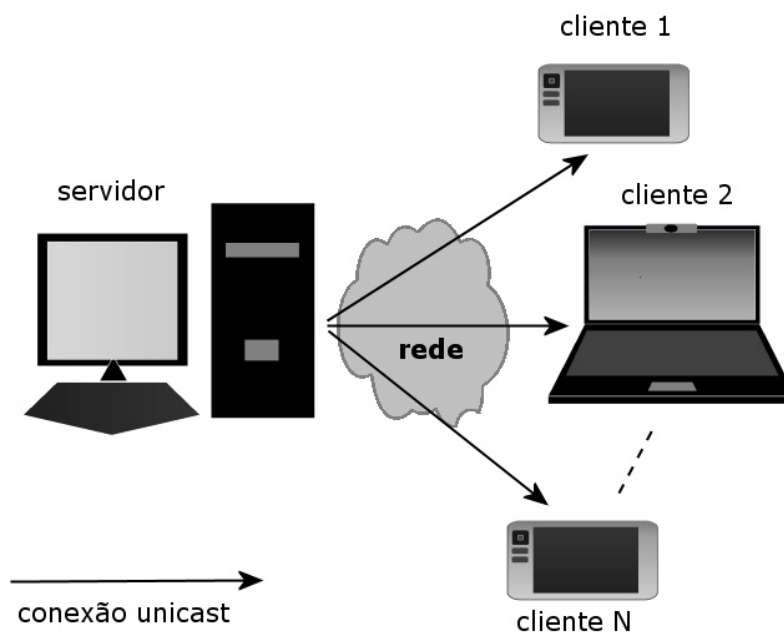 cliente 1
servidor
cliente 2
rede
conexão unicast
cliente N